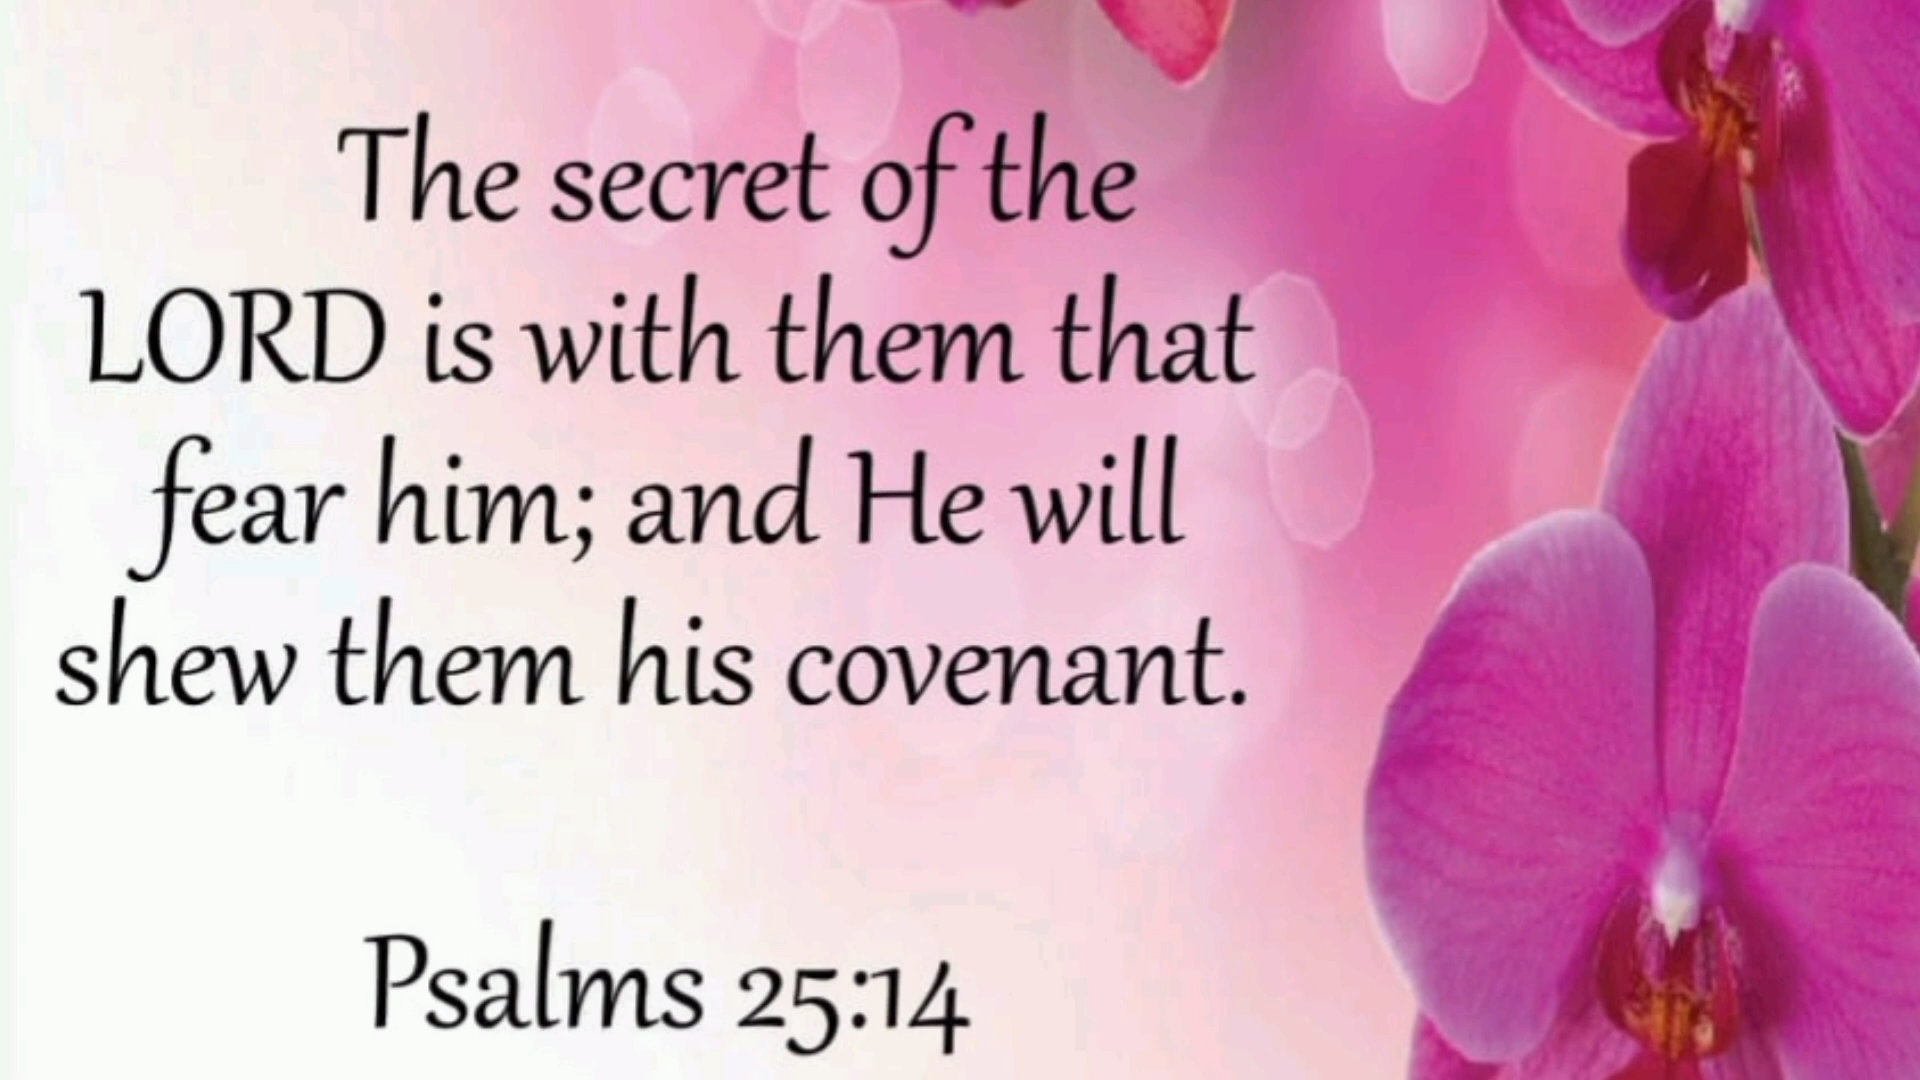 The secret of the
LORD is with them that
fear him; and He will
shew them his covenant.
Psalms 25:14